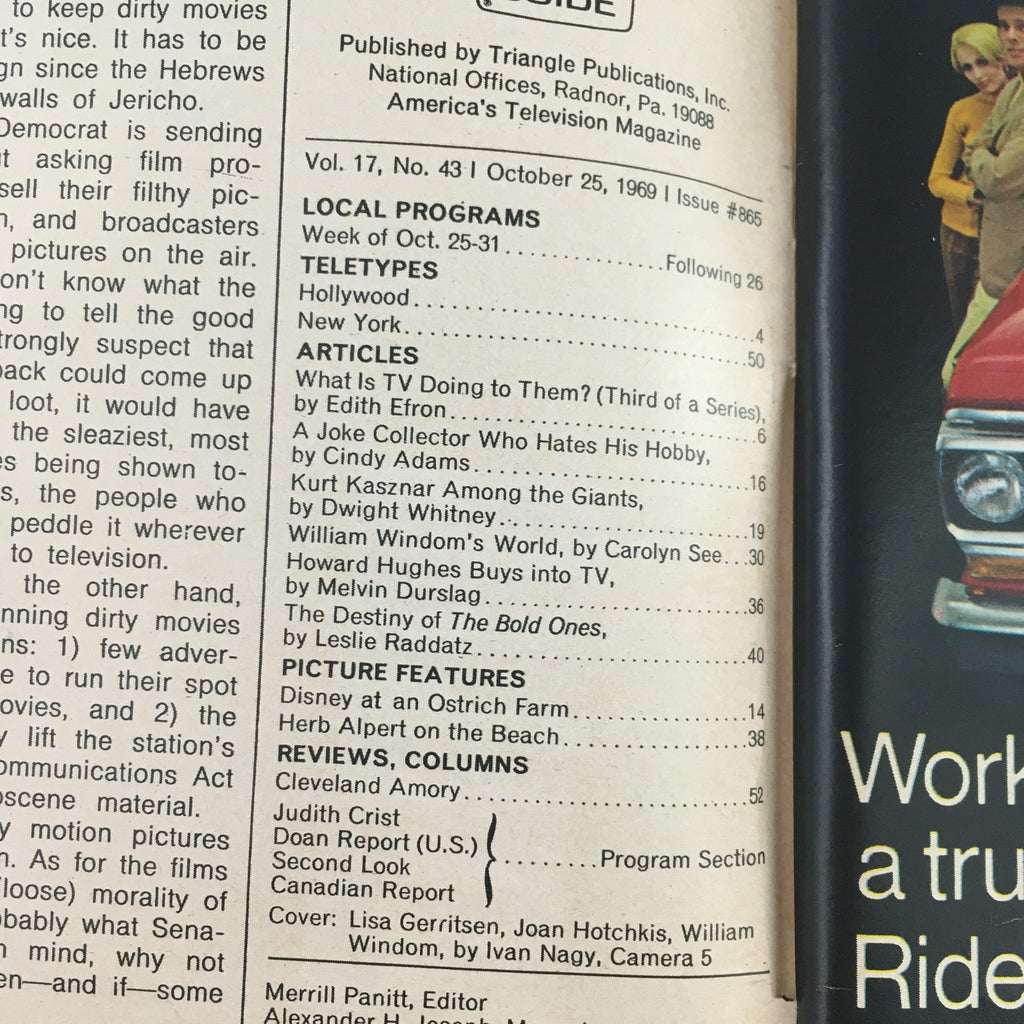 to keep dirty movies
t's nice. It has to be
gn since the Hebrews
walls of Jericho.
Democrat is sending
t asking film pro-
sell their filthy pic-
n, and broadcasters
pictures on the air.
on't know what the
ng to tell the good
trongly suspect that
back could come up
loot, it would have
the sleaziest, most
es being shown to-
s, the people who
peddle it wherever
to television.
the other hand,
nning dirty movies
ns: 1) few adver-
e to run their spot
ovies, and 2) the
y lift the station's
ommunications Act
bscene material.
y motion pictures
n. As for the films
(loose) morality of
obably what Sena-
n mind, why not
en—and if—some
GUIDE
Published by Triangle Publications, Inc.
National Offices, Radnor, Pa. 19088
America's Television Magazine
Vol. 17, No. 43 | October 25, 1969 | Issue #865
LOCAL PROGRAMS
Week of Oct. 25-31..............Following 26
TELETYPES
Hollywood..............................4
New York..............................50
ARTICLES
What Is TV Doing to Them? (Third of a Series),
by Edith Efron..............................6
A Joke Collector Who Hates His Hobby,
by Cindy Adams..............................16
Kurt Kasznar Among the Giants,
by Dwight Whitney..............................19
William Windom's World, by Carolyn See...30
Howard Hughes Buys into TV,
by Melvin Durslag..............................36
The Destiny of The Bold Ones,
by Leslie Raddatz..............................40
PICTURE FEATURES
Disney at an Ostrich Farm....................14
Herb Alpert on the Beach....................38
REVIEWS, COLUMNS
Cleveland Amory..............................52
Judith Crist
Doan Report (U.S.)
Second Look
Canadian Report
.........Program Section
Cover: Lisa Gerritsen, Joan Hotchkis, William
Windom, by Ivan Nagy, Camera 5
Merrill Panitt, Editor
Alexander H. Joseph,
Work
a tru
Ride